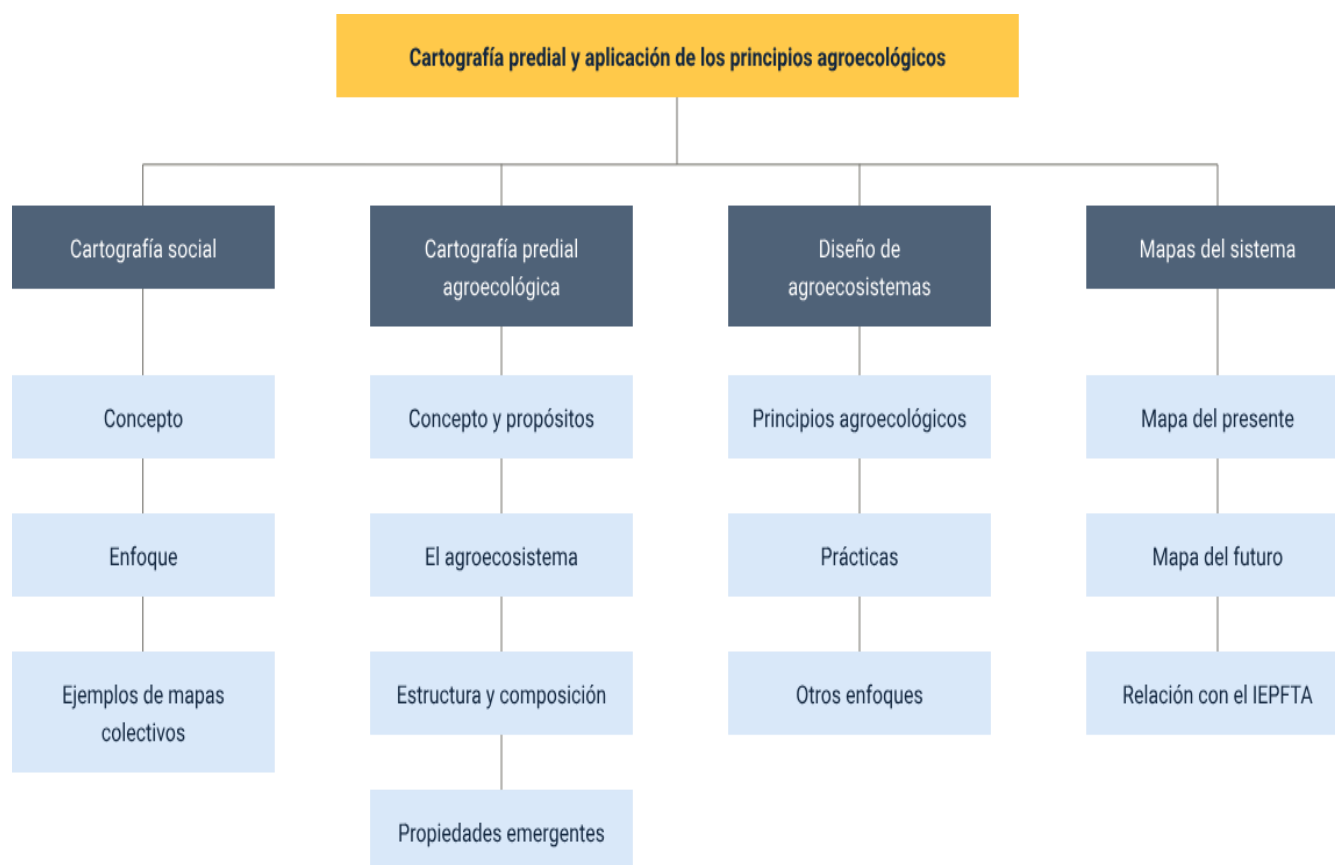 Cartografía predial y aplicación de los principios agroecológicos
Cartografía social
Cartografía predial
agroecológica
Diseño de
agroecosistemas
Mapas del sistema
Concepto
Concepto y propósitos
Principios agroecológicos
Mapa del presente
Enfoque
El agroecosistema
Prácticas
Mapa del futuro
Ejemplos de mapas
colectivos
Estructura y composición
Otros enfoques
Relación con el IEPFTA
Propiedades emergentes